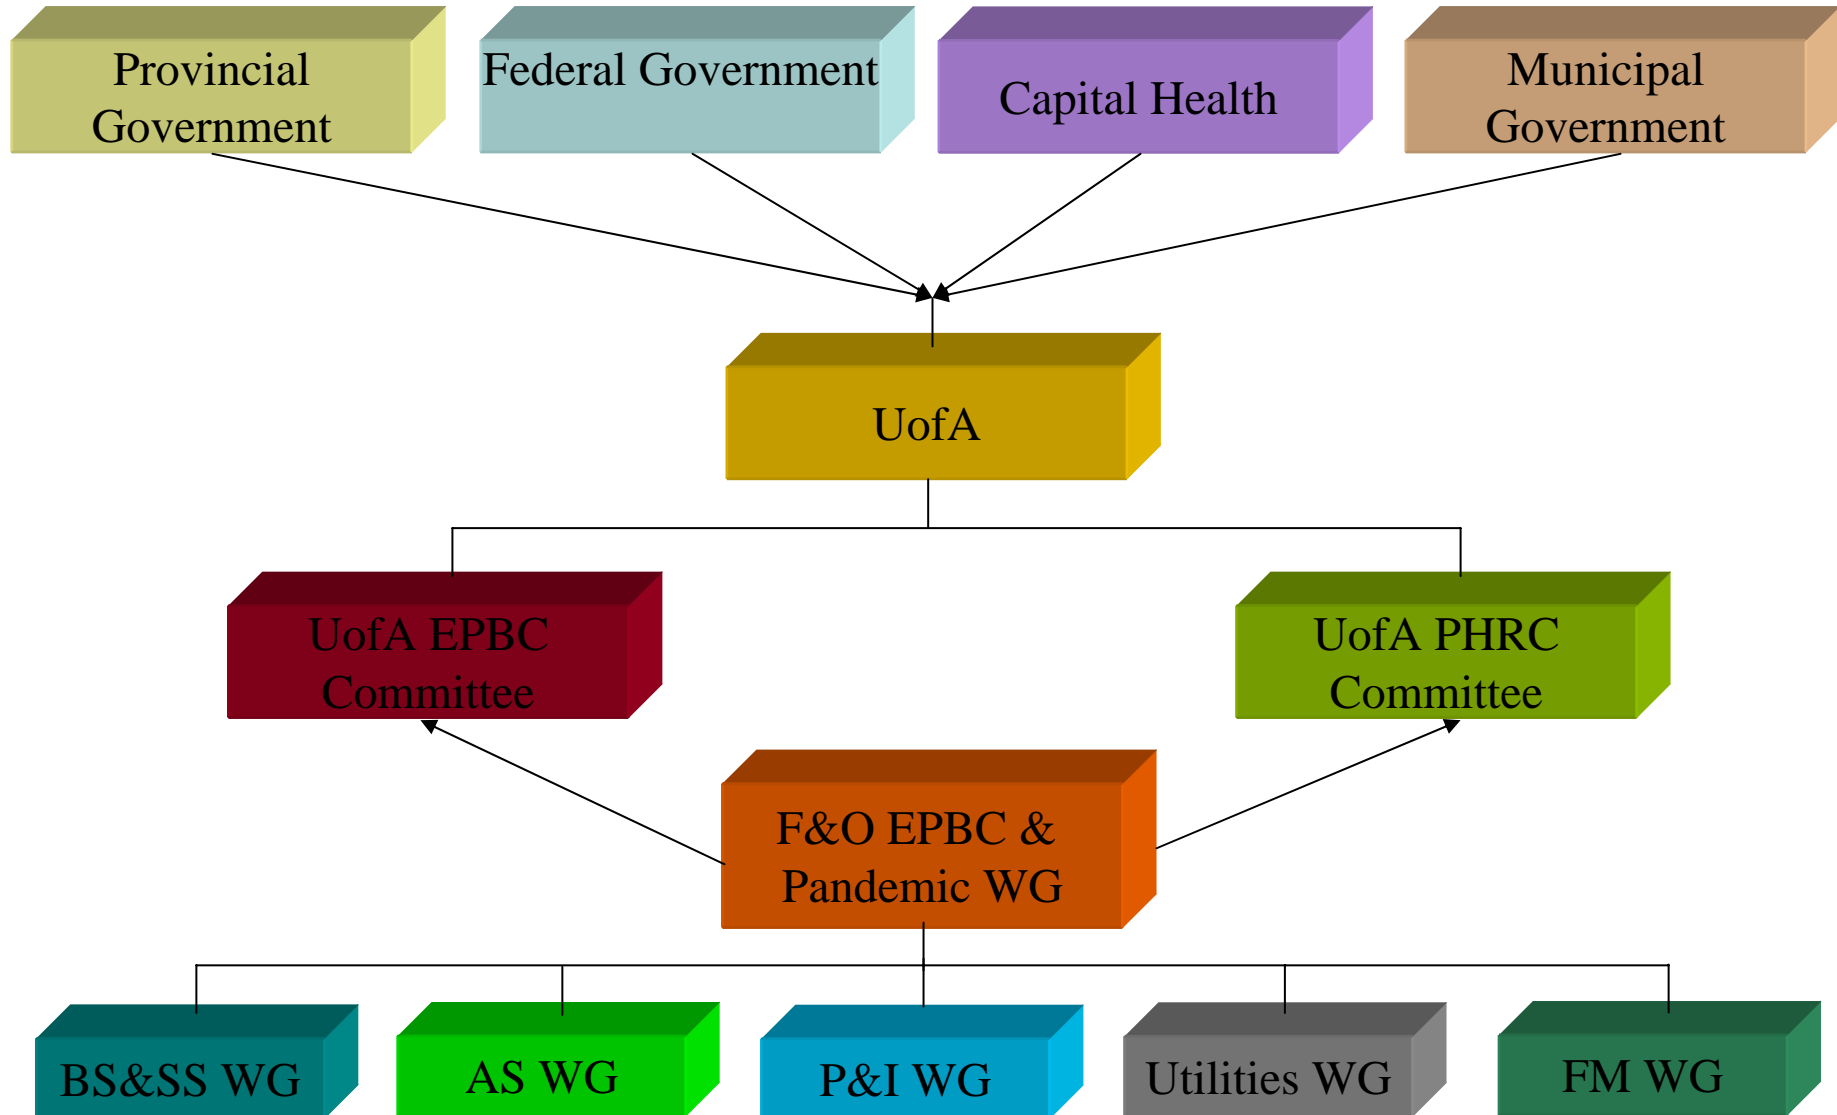 Provincial
Government
Federal Government
Capital Health
Municipal
Government
UofA
UofA EPBC
Committee
UofA PHRC
Committee
F&O EPBC &
Pandemic WG
BS&SS WG
AS WG
P&I WG
Utilities WG
FM WG